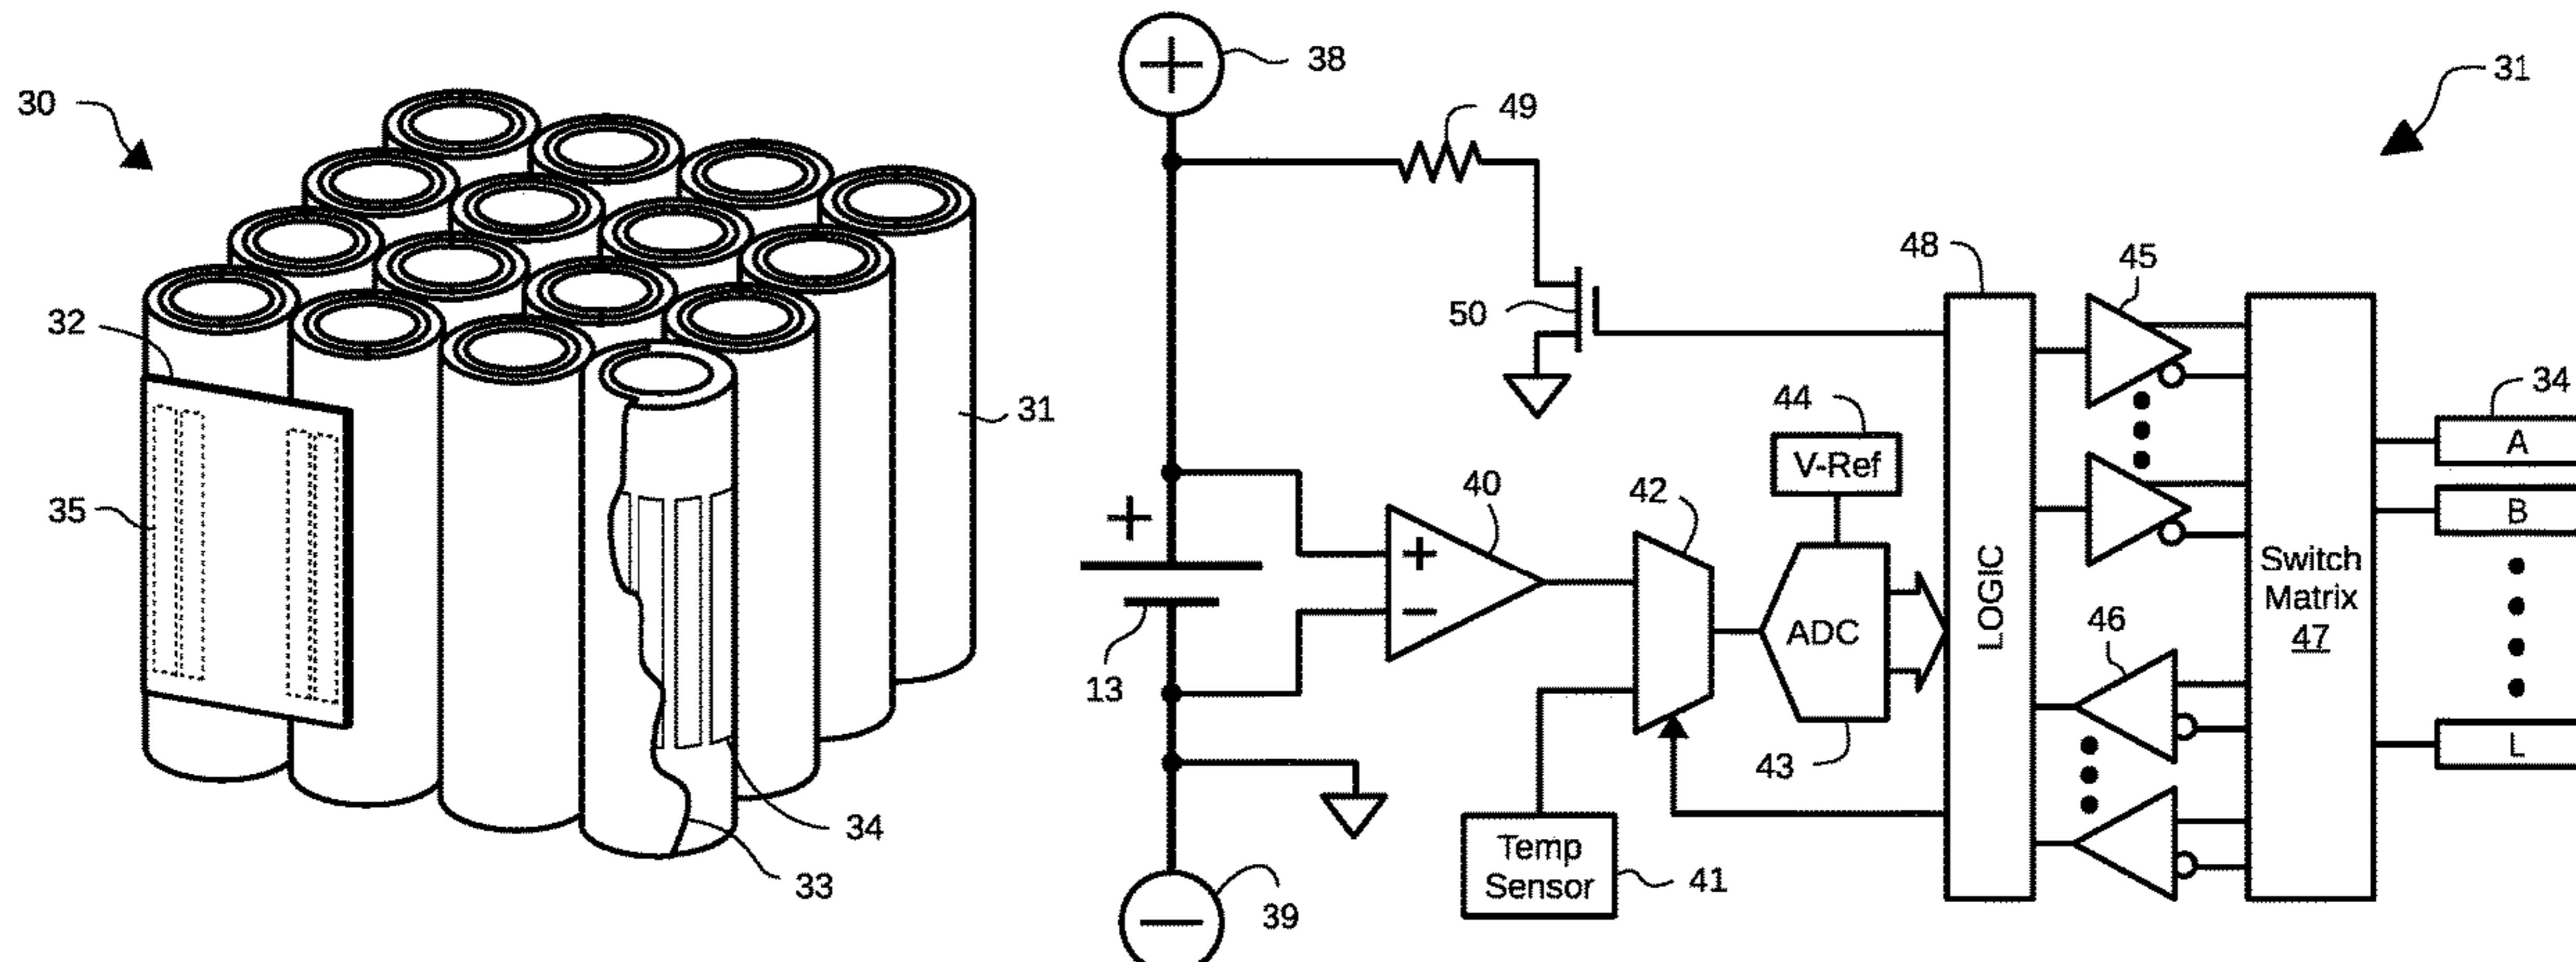 30
32
35
31
34
33
38
49
31
48
45
50
44
V-Ref
34
A
40
42
B
+
13
+
−
ADC
LOGIC
Switch
Matrix
47
46
43
L
Temp
Sensor
41
39